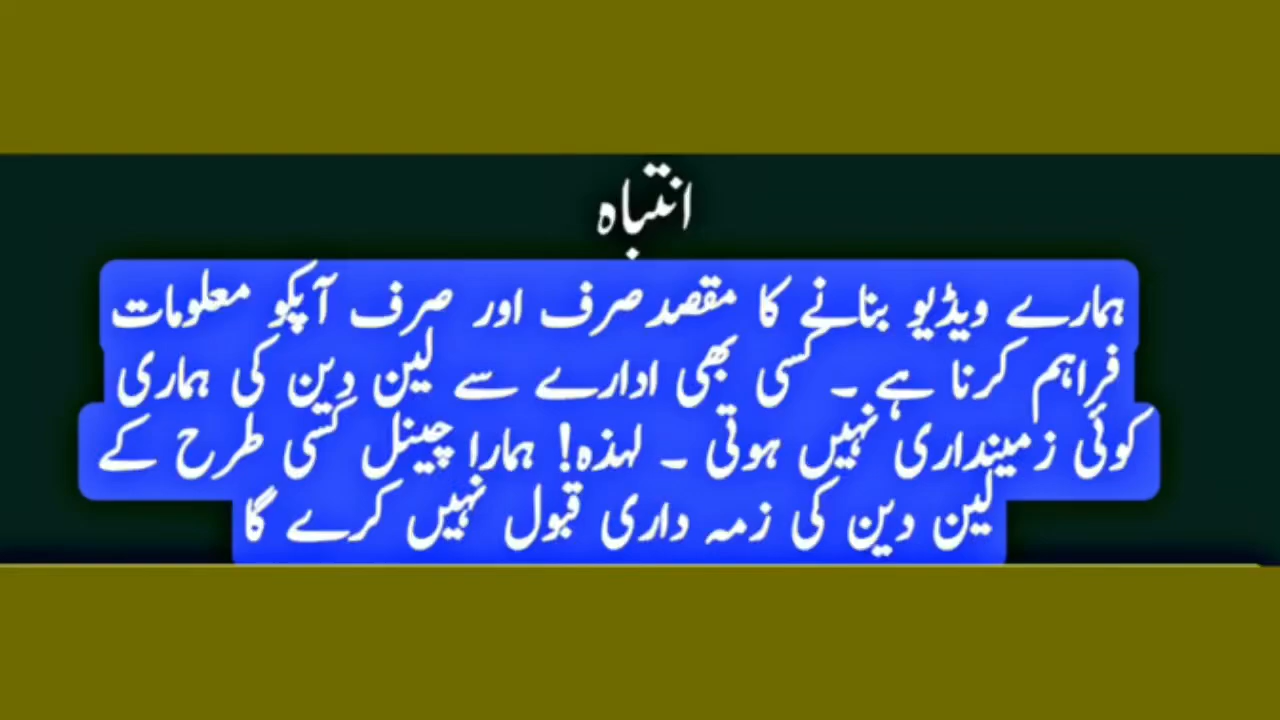 انتباہ
ہمارے ویڈیو بنانے کا مقصد صرف اور صرف آپکو معلومات
فراہم کرنا ہے ۔ کسی بھی ادارے سے لین دین کی ہماری
کوئی زمینداری نہیں ہوتی ۔ لہذہ! ہمارا چینل کسی طرح کے
لین دین کی زمہ داری قبول نہیں کرے گا